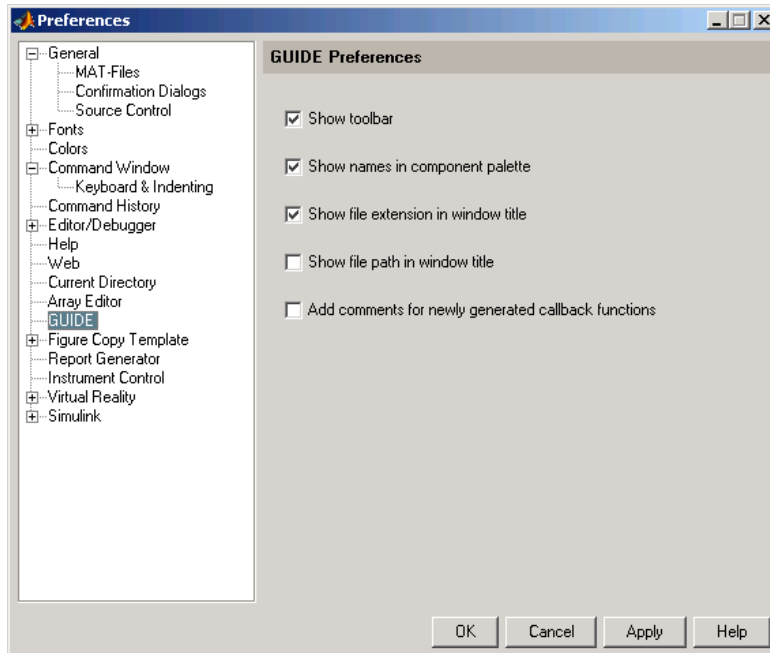 Preferences
General
MAT-Files
Confirmation Dialogs
Source Control
Fonts
Colors
Command Window
Keyboard & Indenting
Command History
Editor/Debugger
Help
Web
Current Directory
Array Editor
GUIDE
Figure Copy Template
Report Generator
Instrument Control
Virtual Reality
Simulink
GUIDE Preferences
Show toolbar
Show names in component palette
Show file extension in window title
Show file path in window title
Add comments for newly generated callback functions
OK Cancel Apply Help